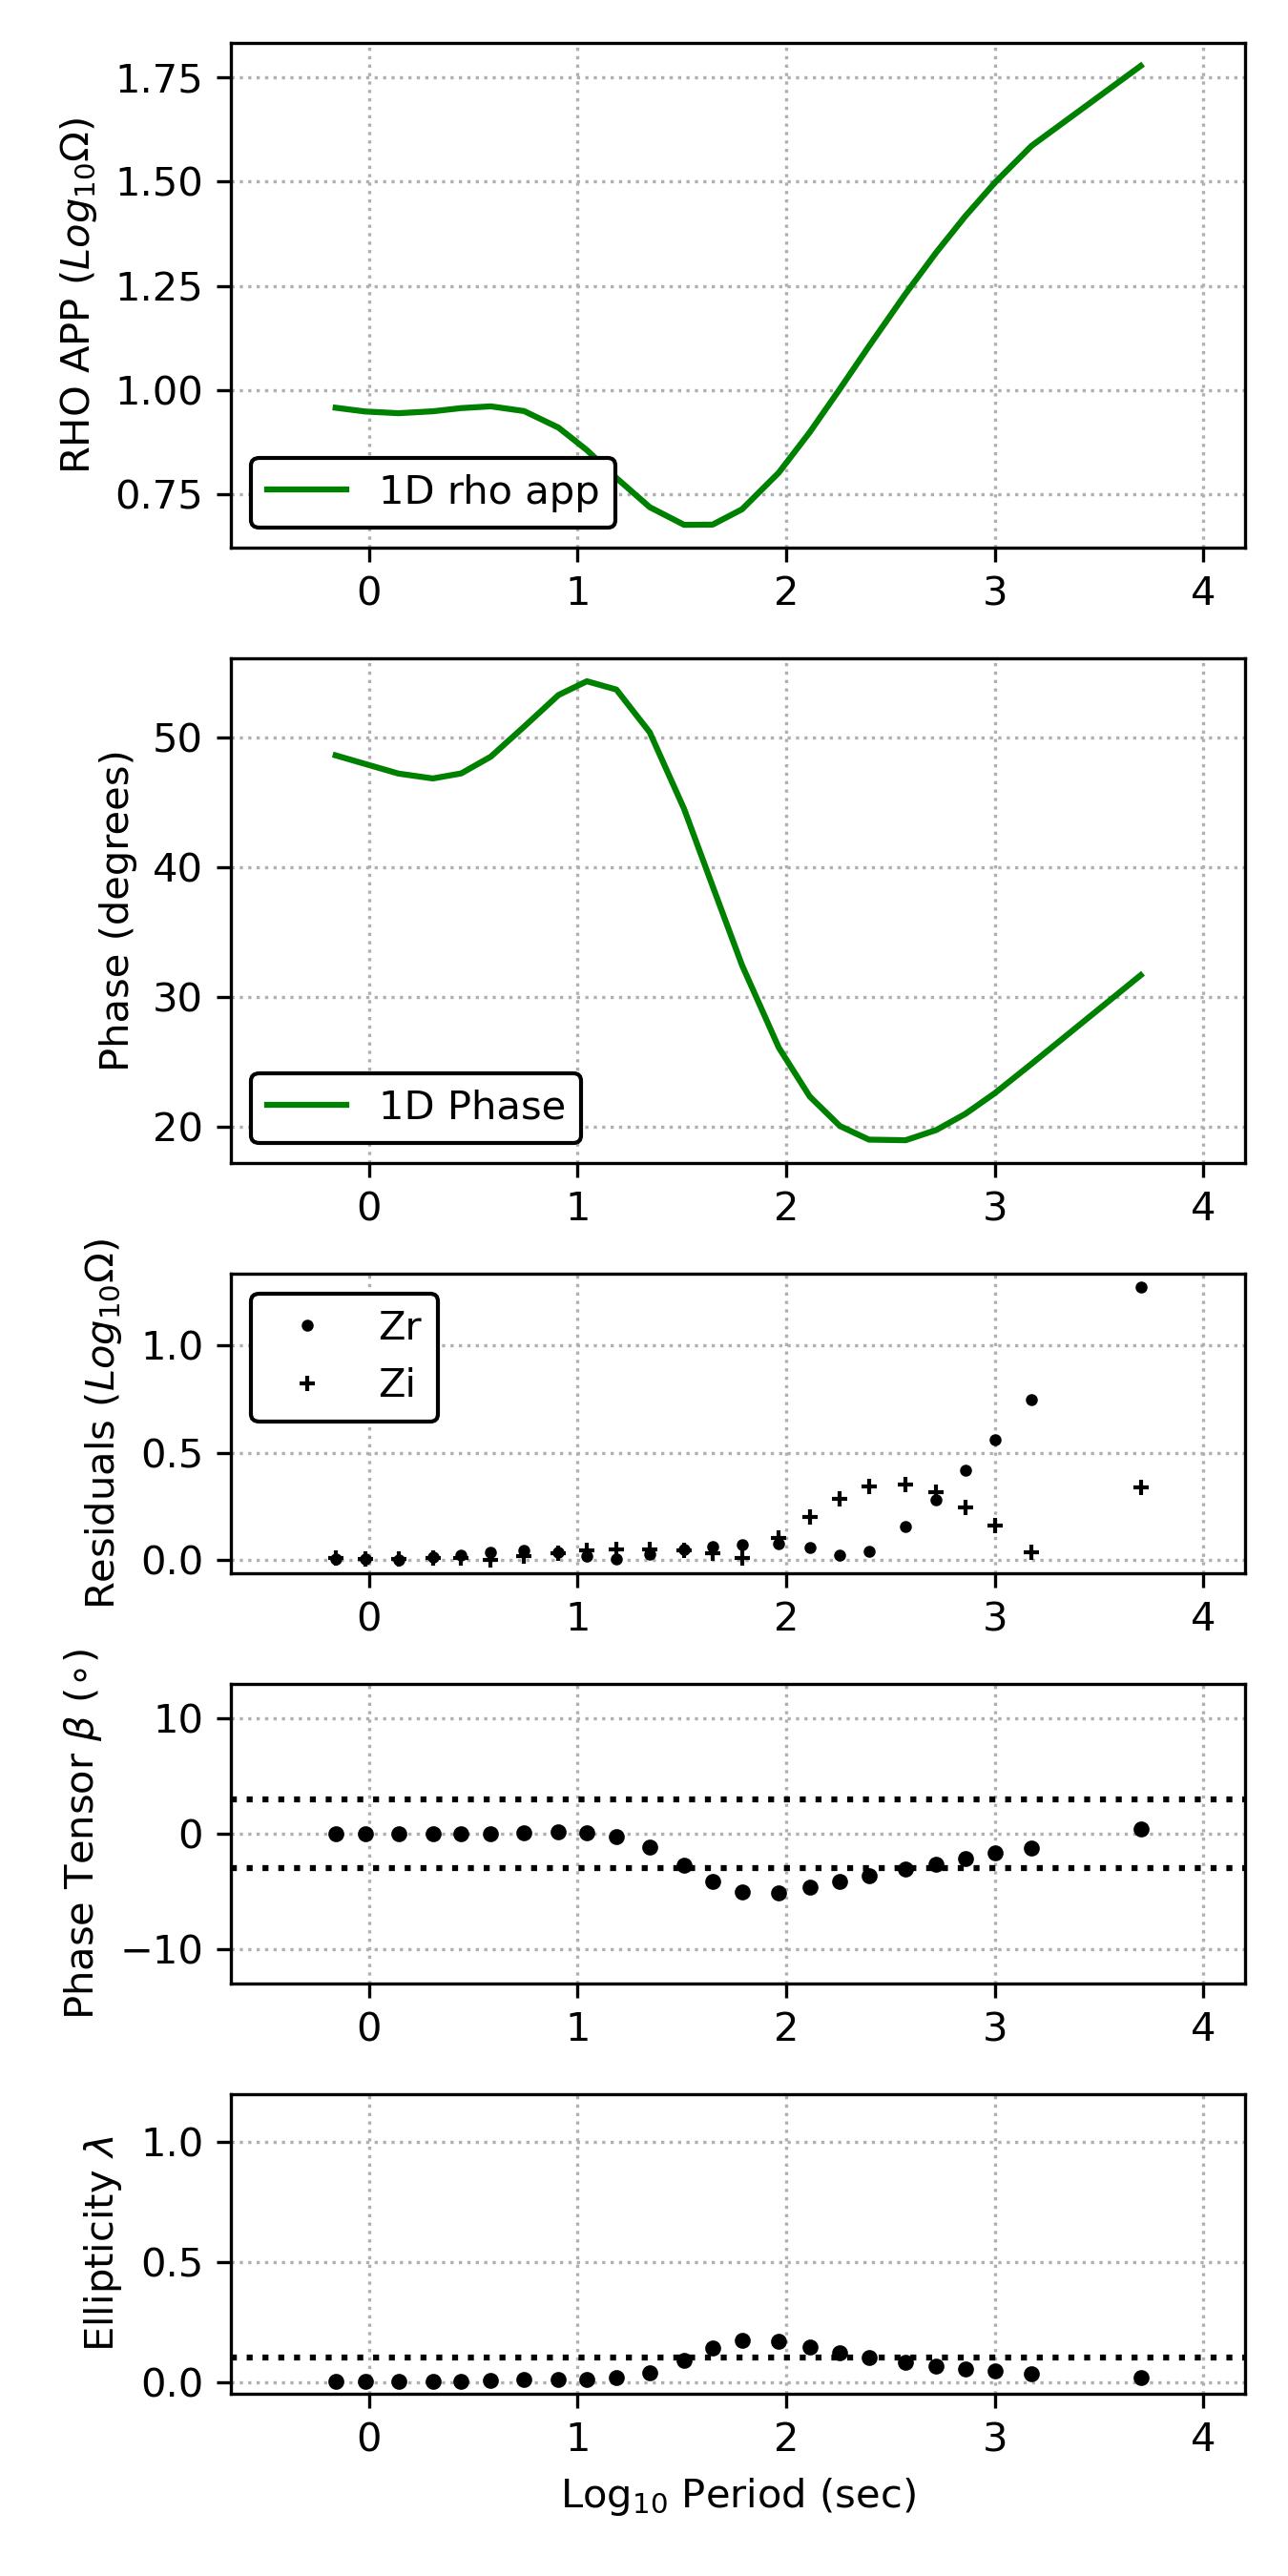 RHO APP (Log₁₀Ω)
1.75
1.50
1.25
1.00
0.75
1D rho app
0 1 2 3 4
Phase (degrees)
50
40
30
20
1D Phase
0 1 2 3 4
Residuals (Log₁₀Ω)
1.0
0.5
0.0
Zr
Zi
0 1 2 3 4
Phase Tensor β (∘)
10
0
−10
0 1 2 3 4
Ellipticity λ
1.0
0.5
0.0
0 1 2 3 4
Log₁₀ Period (sec)